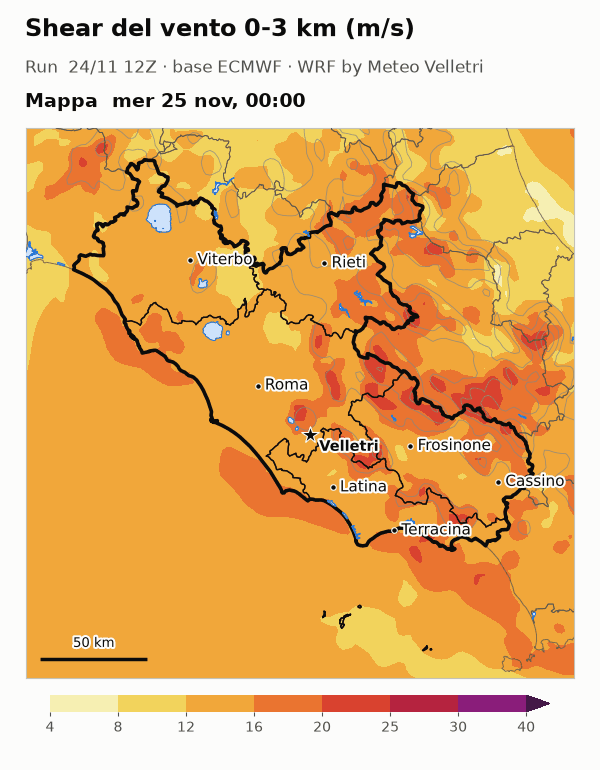 Shear del vento 0-3 km (m/s)
Run  24/11 12Z · base ECMWF · WRF by Meteo Velletri
Mappa  mer 25 nov, 00:00
Viterbo
Rieti
Roma
Velletri
Frosinone
Cassino
Latina
Terracina
50 km
4 8 12 16 20 25 30 40